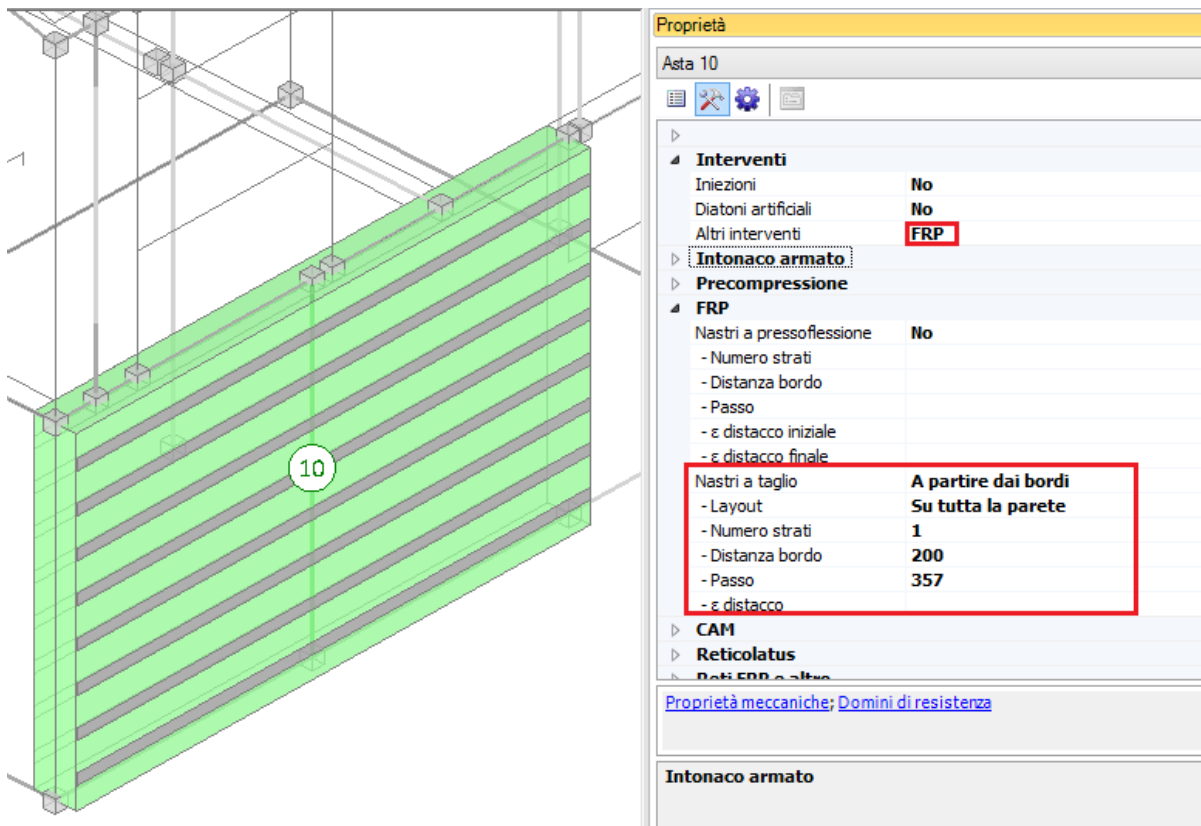 Proprietà
Asta 10
Interventi
Iniezioni No
Diatoni artificiali No
Altri interventi FRP
Intonaco armato
Precompressione
FRP
Nastri a pressoflessione No
- Numero strati
- Distanza bordo
- Passo
- ε distacco iniziale
- ε distacco finale
Nastri a taglio A partire dai bordi
- Layout Su tutta la parete
- Numero strati 1
- Distanza bordo 200
- Passo 357
- ε distacco
CAM
Reticolatus
Reti FRP e altro
Proprietà meccaniche; Domini di resistenza
Intonaco armato
10